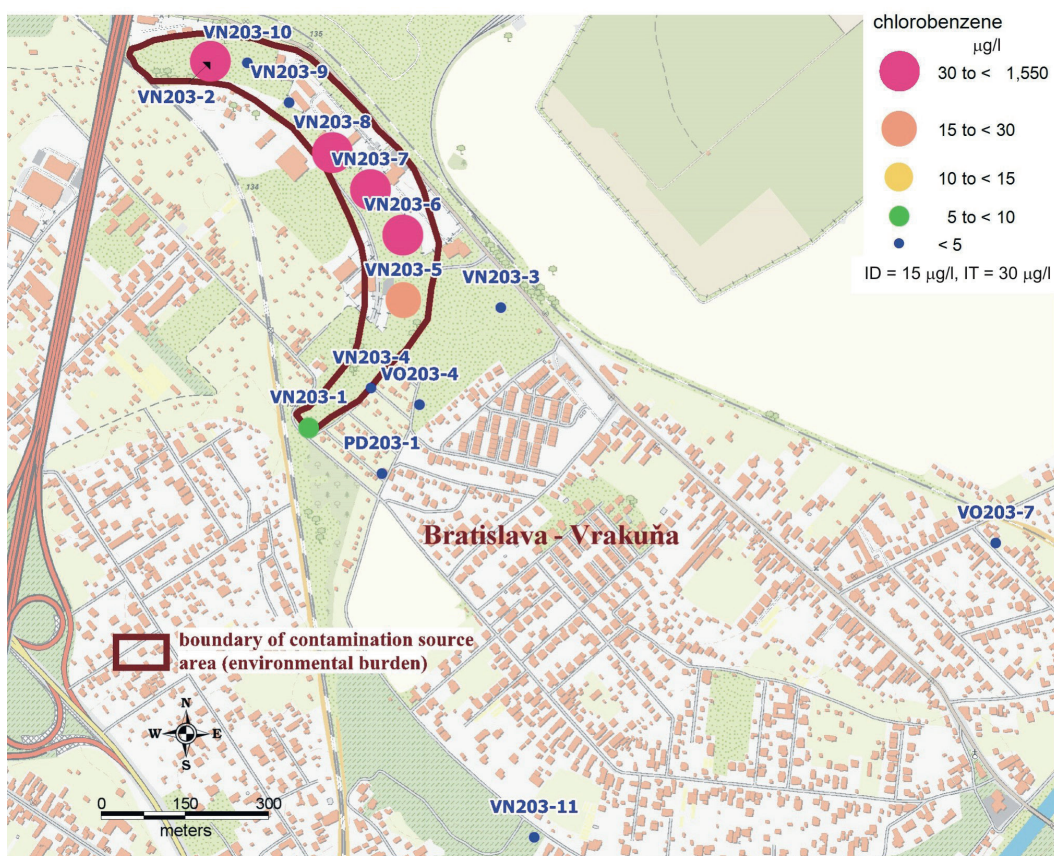 chlorobenzene
µg/l
30 to < 1,550
15 to < 30
10 to < 15
5 to < 10
< 5
ID = 15 µg/l, IT = 30 µg/l
VN203-10
135
VN203-9
VN203-2
VN203-8
VN203-7
134
VN203-6
VN203-5
VN203-3
VN203-4
VO203-4
VN203-1
PD203-1
Bratislava - Vrakuňa
VO203-7
boundary of contamination source
area (environmental burden)
N
W E
S
0 150 300
meters
VN203-11